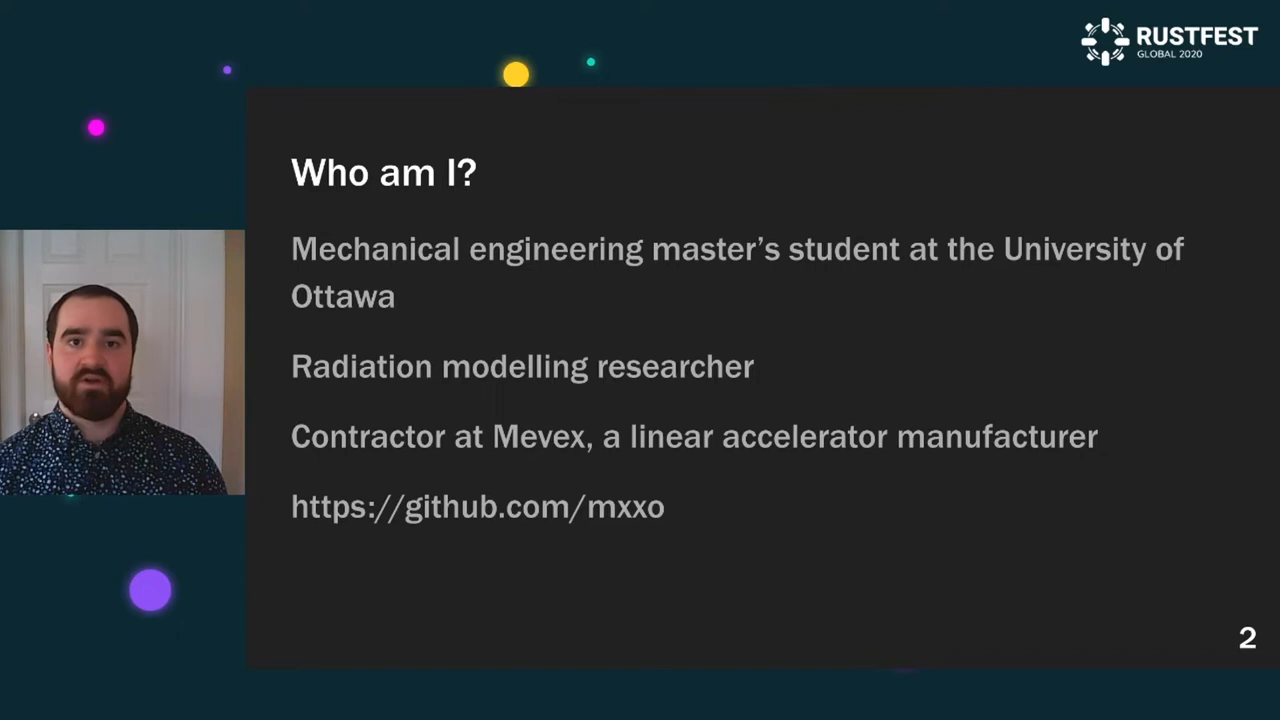 RUSTFEST
GLOBAL 2020
Who am I?
Mechanical engineering master’s student at the University of
Ottawa
Radiation modelling researcher
Contractor at Mevex, a linear accelerator manufacturer
https://github.com/mxxo
2